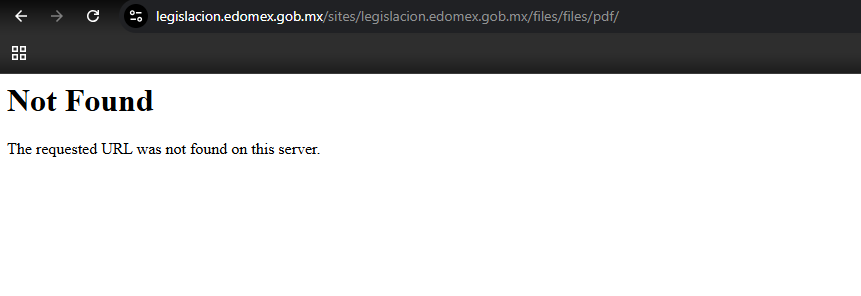 legislacion.edomex.gob.mx/sites/legislacion.edomex.gob.mx/files/files/pdf/
Not Found
The requested URL was not found on this server.